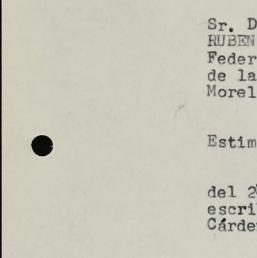 Sr. D
RUBEN
Feder
de la
Morel
Estim
del 2
escri
Cárde